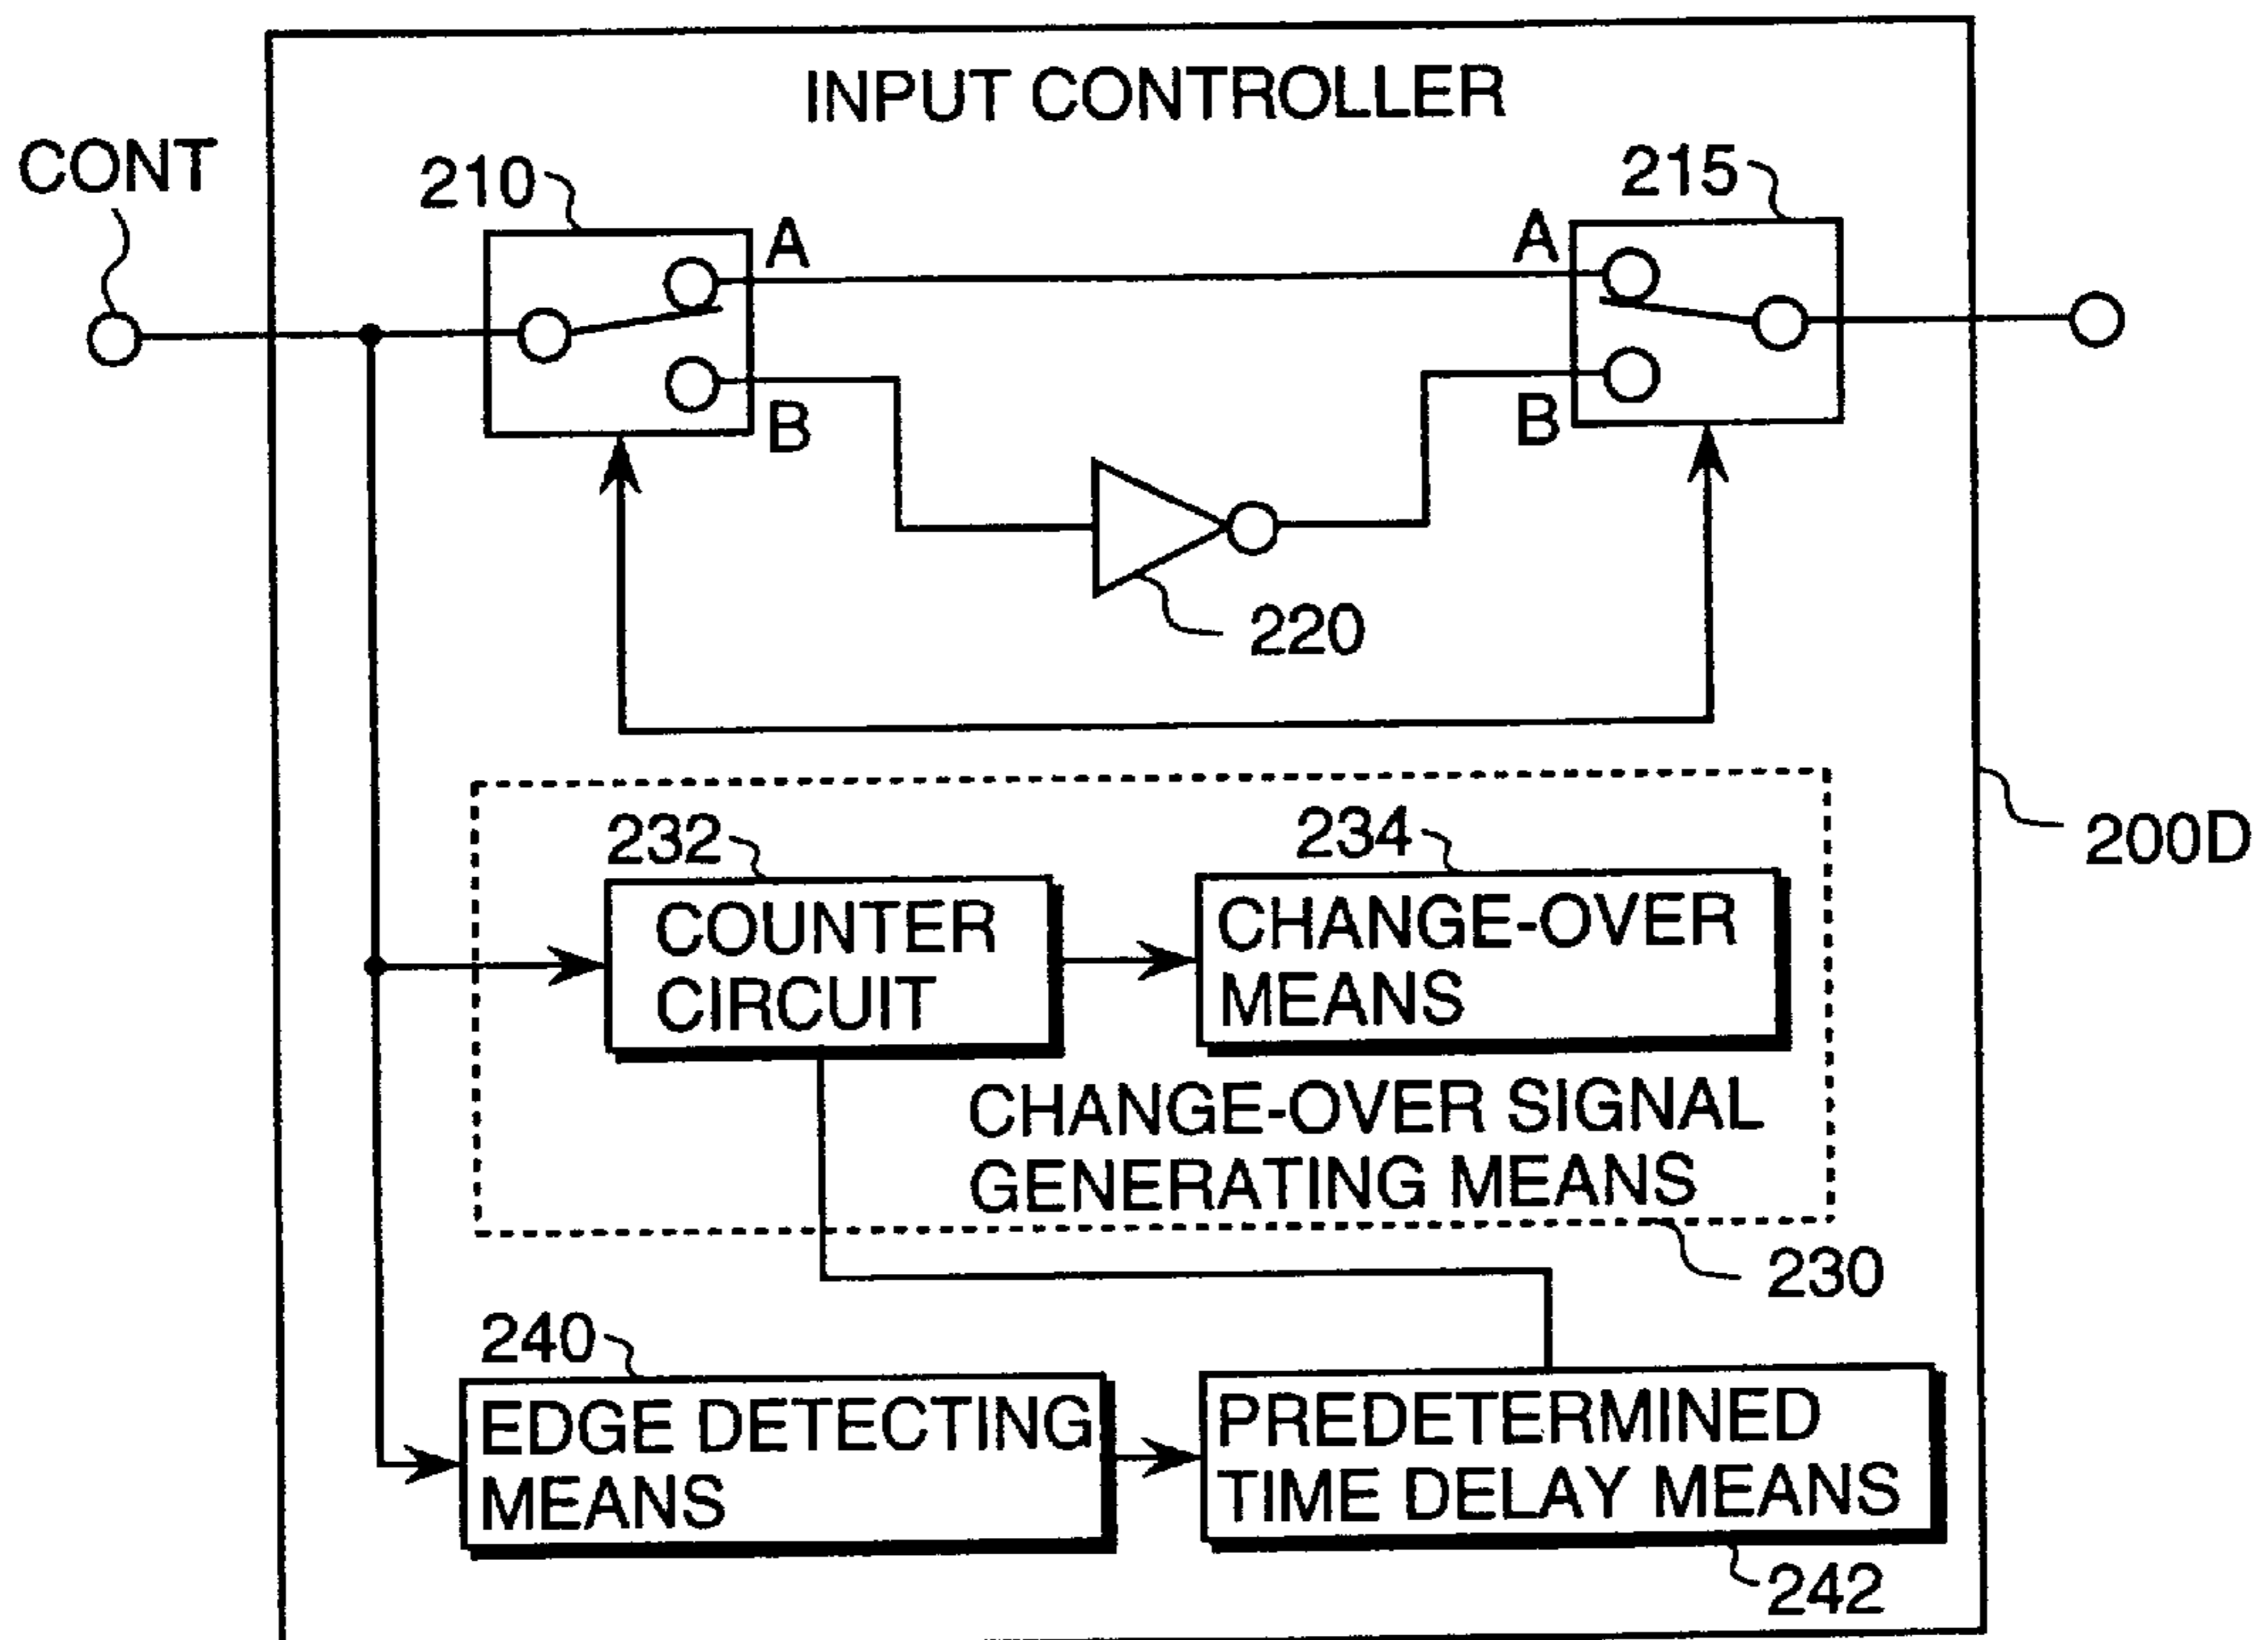 INPUT CONTROLLER
CONT
210
215
A
A
B
B
220
232
234
200D
COUNTER
CIRCUIT
CHANGE-OVER
MEANS
CHANGE-OVER SIGNAL
GENERATING MEANS
230
240
EDGE DETECTING
MEANS
PREDETERMINED
TIME DELAY MEANS
242